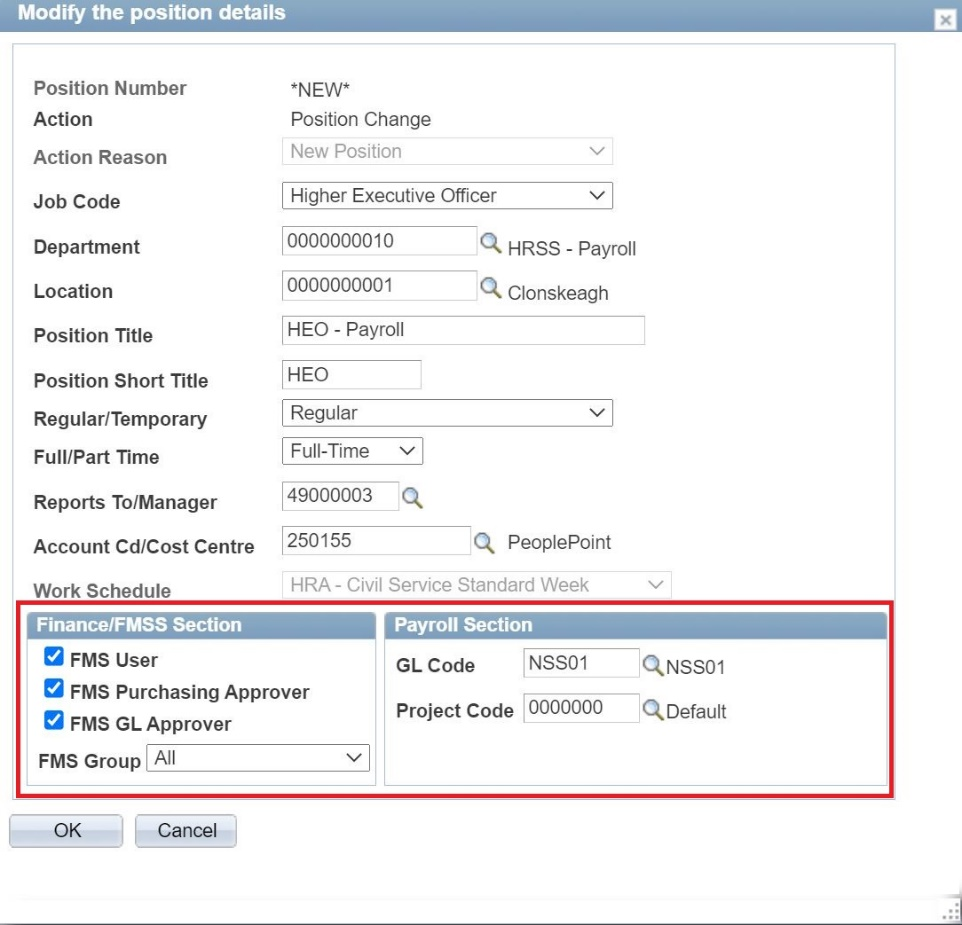 Modify the position details
Position Number *NEW*
Action Position Change
Action Reason New Position
Job Code Higher Executive Officer
Department 0000000010 HRSS - Payroll
Location 0000000001 Clonskeagh
Position Title HEO - Payroll
Position Short Title HEO
Regular/Temporary Regular
Full/Part Time Full-Time
Reports To/Manager 49000003
Account Cd/Cost Centre 250155 PeoplePoint
Work Schedule HRA - Civil Service Standard Week
Finance/FMSS Section
FMS User
FMS Purchasing Approver
FMS GL Approver
FMS Group All
Payroll Section
GL Code NSS01 NSS01
Project Code 0000000 Default
OK Cancel